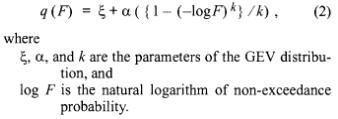 q (F) = ξ + α ( {1 – (–log F)ᵏ} / k) , (2)
where
ξ, α, and k are the parameters of the GEV distribu-
tion, and
log F is the natural logarithm of non-exceedance
probability.